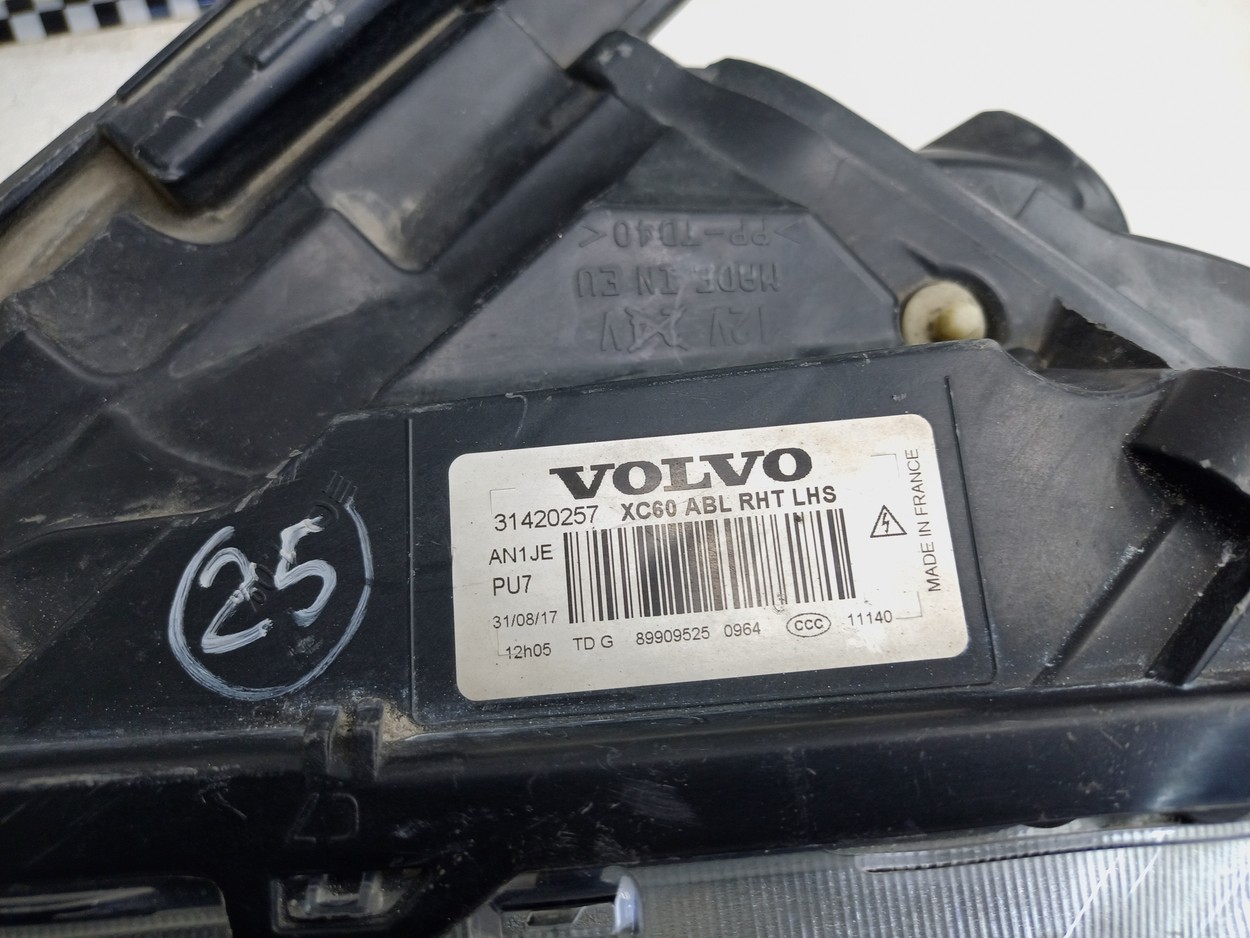 >PP-TD40<
MADE IN EU
12V 24V
VOLVO
31420257 XC60 ABL RHT LHS
AN1JE
PU7
31/08/17
12h05 TD G 89909525 0964 CCC 11140
MADE IN FRANCE
25